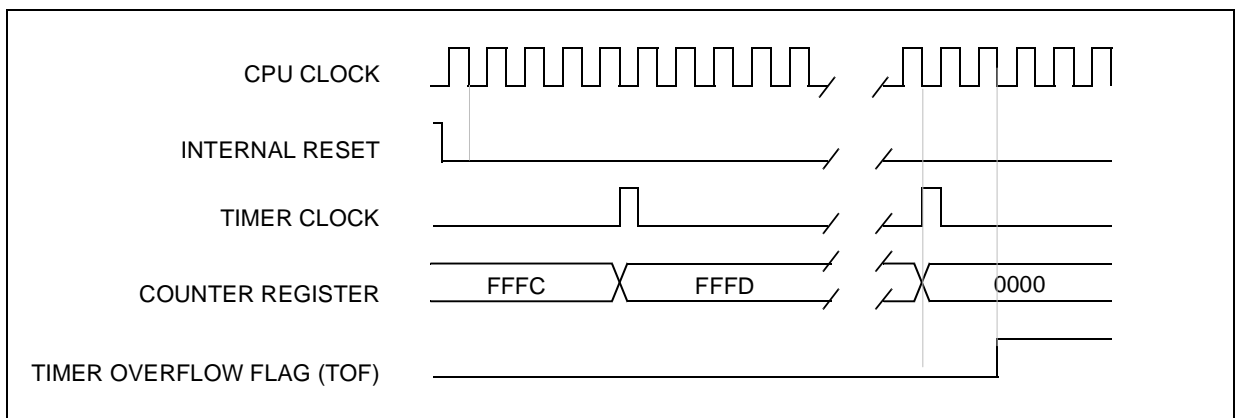 CPU CLOCK
INTERNAL RESET
TIMER CLOCK
COUNTER REGISTER
FFFC
FFFD
0000
TIMER OVERFLOW FLAG (TOF)